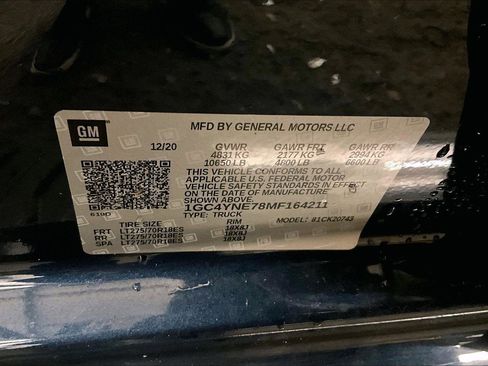 GM
MFD BY GENERAL MOTORS LLC
12/20 GVWR GAWR FRT GAWR RR
4831 KG 2177 KG 2994 KG
10650 LB 4800 LB 6600 LB
THIS VEHICLE CONFORMS TO ALL
APPLICABLE U.S. FEDERAL MOTOR
VEHICLE SAFETY STANDARDS IN EFFECT
ON THE DATE OF MANUFACTURE
SHOWN ABOVE.
1GC4YNE78MF164211
TYPE: TRUCK MODEL: 81CK20743
TIRE SIZE RIM
FRT LT275/70R18ES 18X8J
RR LT275/70R18ES 18X8J
SPA LT275/70R18ES 18X8J